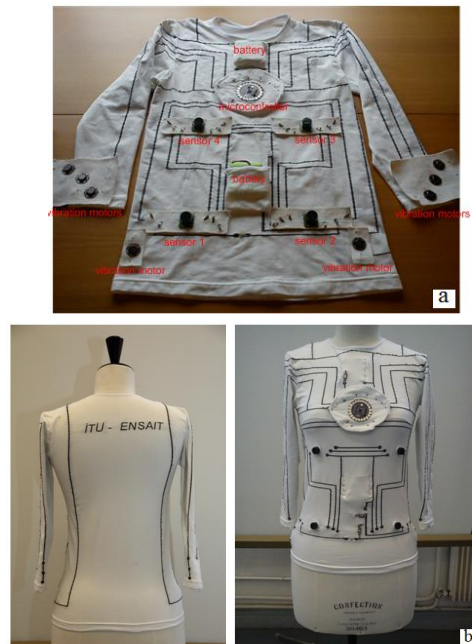 battery
microcontroller
sensor 4
sensor 3
battery
vibration motors
vibration motors
sensor 1
sensor 2
vibration motor
vibration motor
a
İTU - ENSAIT
CONFECTION
b